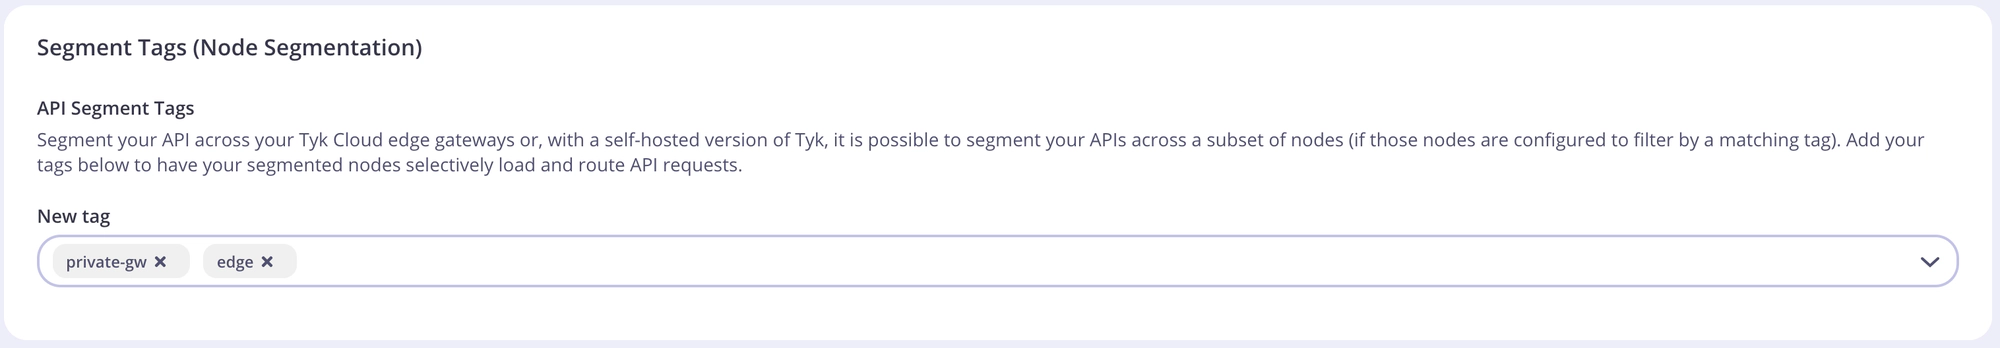 Segment Tags (Node Segmentation)
API Segment Tags
Segment your API across your Tyk Cloud edge gateways or, with a self-hosted version of Tyk, it is possible to segment your APIs across a subset of nodes (if those nodes are configured to filter by a matching tag). Add your
tags below to have your segmented nodes selectively load and route API requests.
New tag
private-gw edge